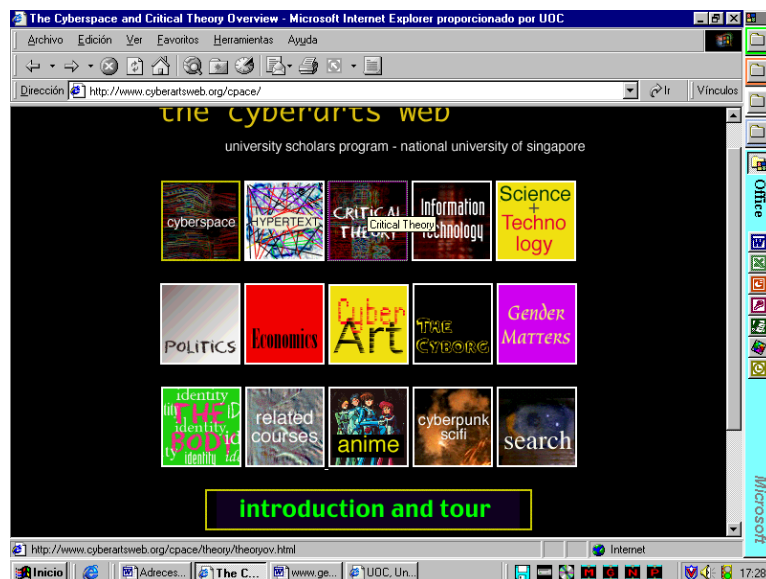 The Cyberspace and Critical Theory Overview - Microsoft Internet Explorer proporcionado por UOC
Archivo Edición Ver Favoritos Herramientas Ayuda
Dirección http://www.cyberartsweb.org/cpace/ Ir Vínculos
the cyberarts web
university scholars program - national university of singapore
cyberspace
HYPERTEXT
CRITICAL
THEORY
Critical Theory
Information
Technology
Science
+
Techno
logy
POLITICS
Economics
Cyber
Art
THE
CYBORG
Gender
Matters
identity
THE
BODY
identity
identity
related
courses
anime
cyberpunk
scifi
search
introduction and tour
http://www.cyberartsweb.org/cpace/theory/theoryov.html Internet
Inicio Adreces... The C... www.ge... UOC, Un... M O N P 17:28
Office
Microsoft